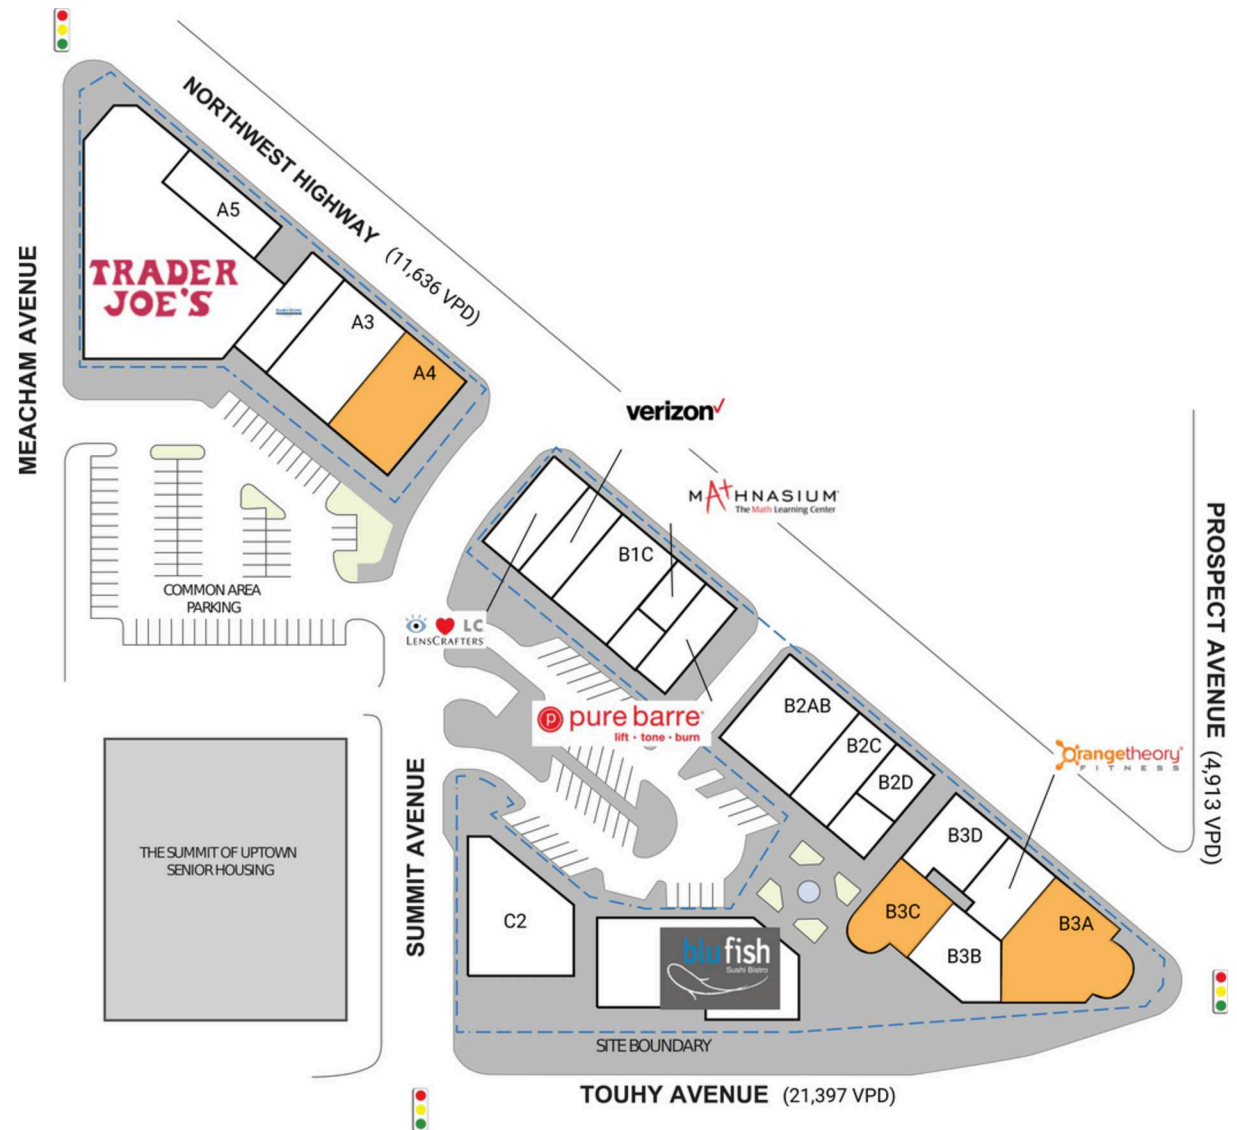 NORTHWEST HIGHWAY (11,636 VPD)
MEACHAM AVENUE
A5
TRADER
JOE'S
A3
A4
verizon
MATHNASIUM
The Math Learning Center
B1C
COMMON AREA
PARKING
LC
LENSCRAFTERS
PROSPECT AVENUE (4,913 VPD)
pure barre
lift • tone • burn
B2AB
B2C
B2D
orangetheory
FITNESS
SUMMIT AVENUE
THE SUMMIT OF UPTOWN
SENIOR HOUSING
B3D
B3C
B3A
B3B
C2
blufish
Sushi Bistro
SITE BOUNDARY
TOUHY AVENUE (21,397 VPD)